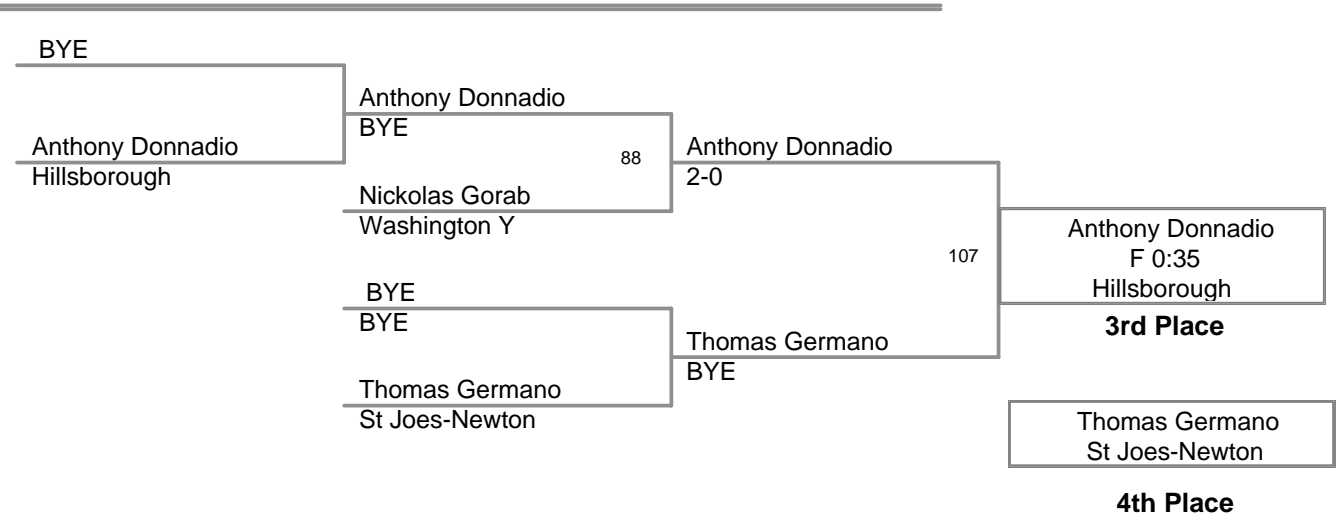 BYE
Anthony Donnadio
Hillsborough
Anthony Donnadio
BYE
88
Nickolas Gorab
Washington Y
BYE
BYE
Thomas Germano
St Joes-Newton
Anthony Donnadio
2-0
107
Thomas Germano
BYE
Anthony Donnadio
F 0:35
Hillsborough
3rd Place
Thomas Germano
St Joes-Newton
4th Place